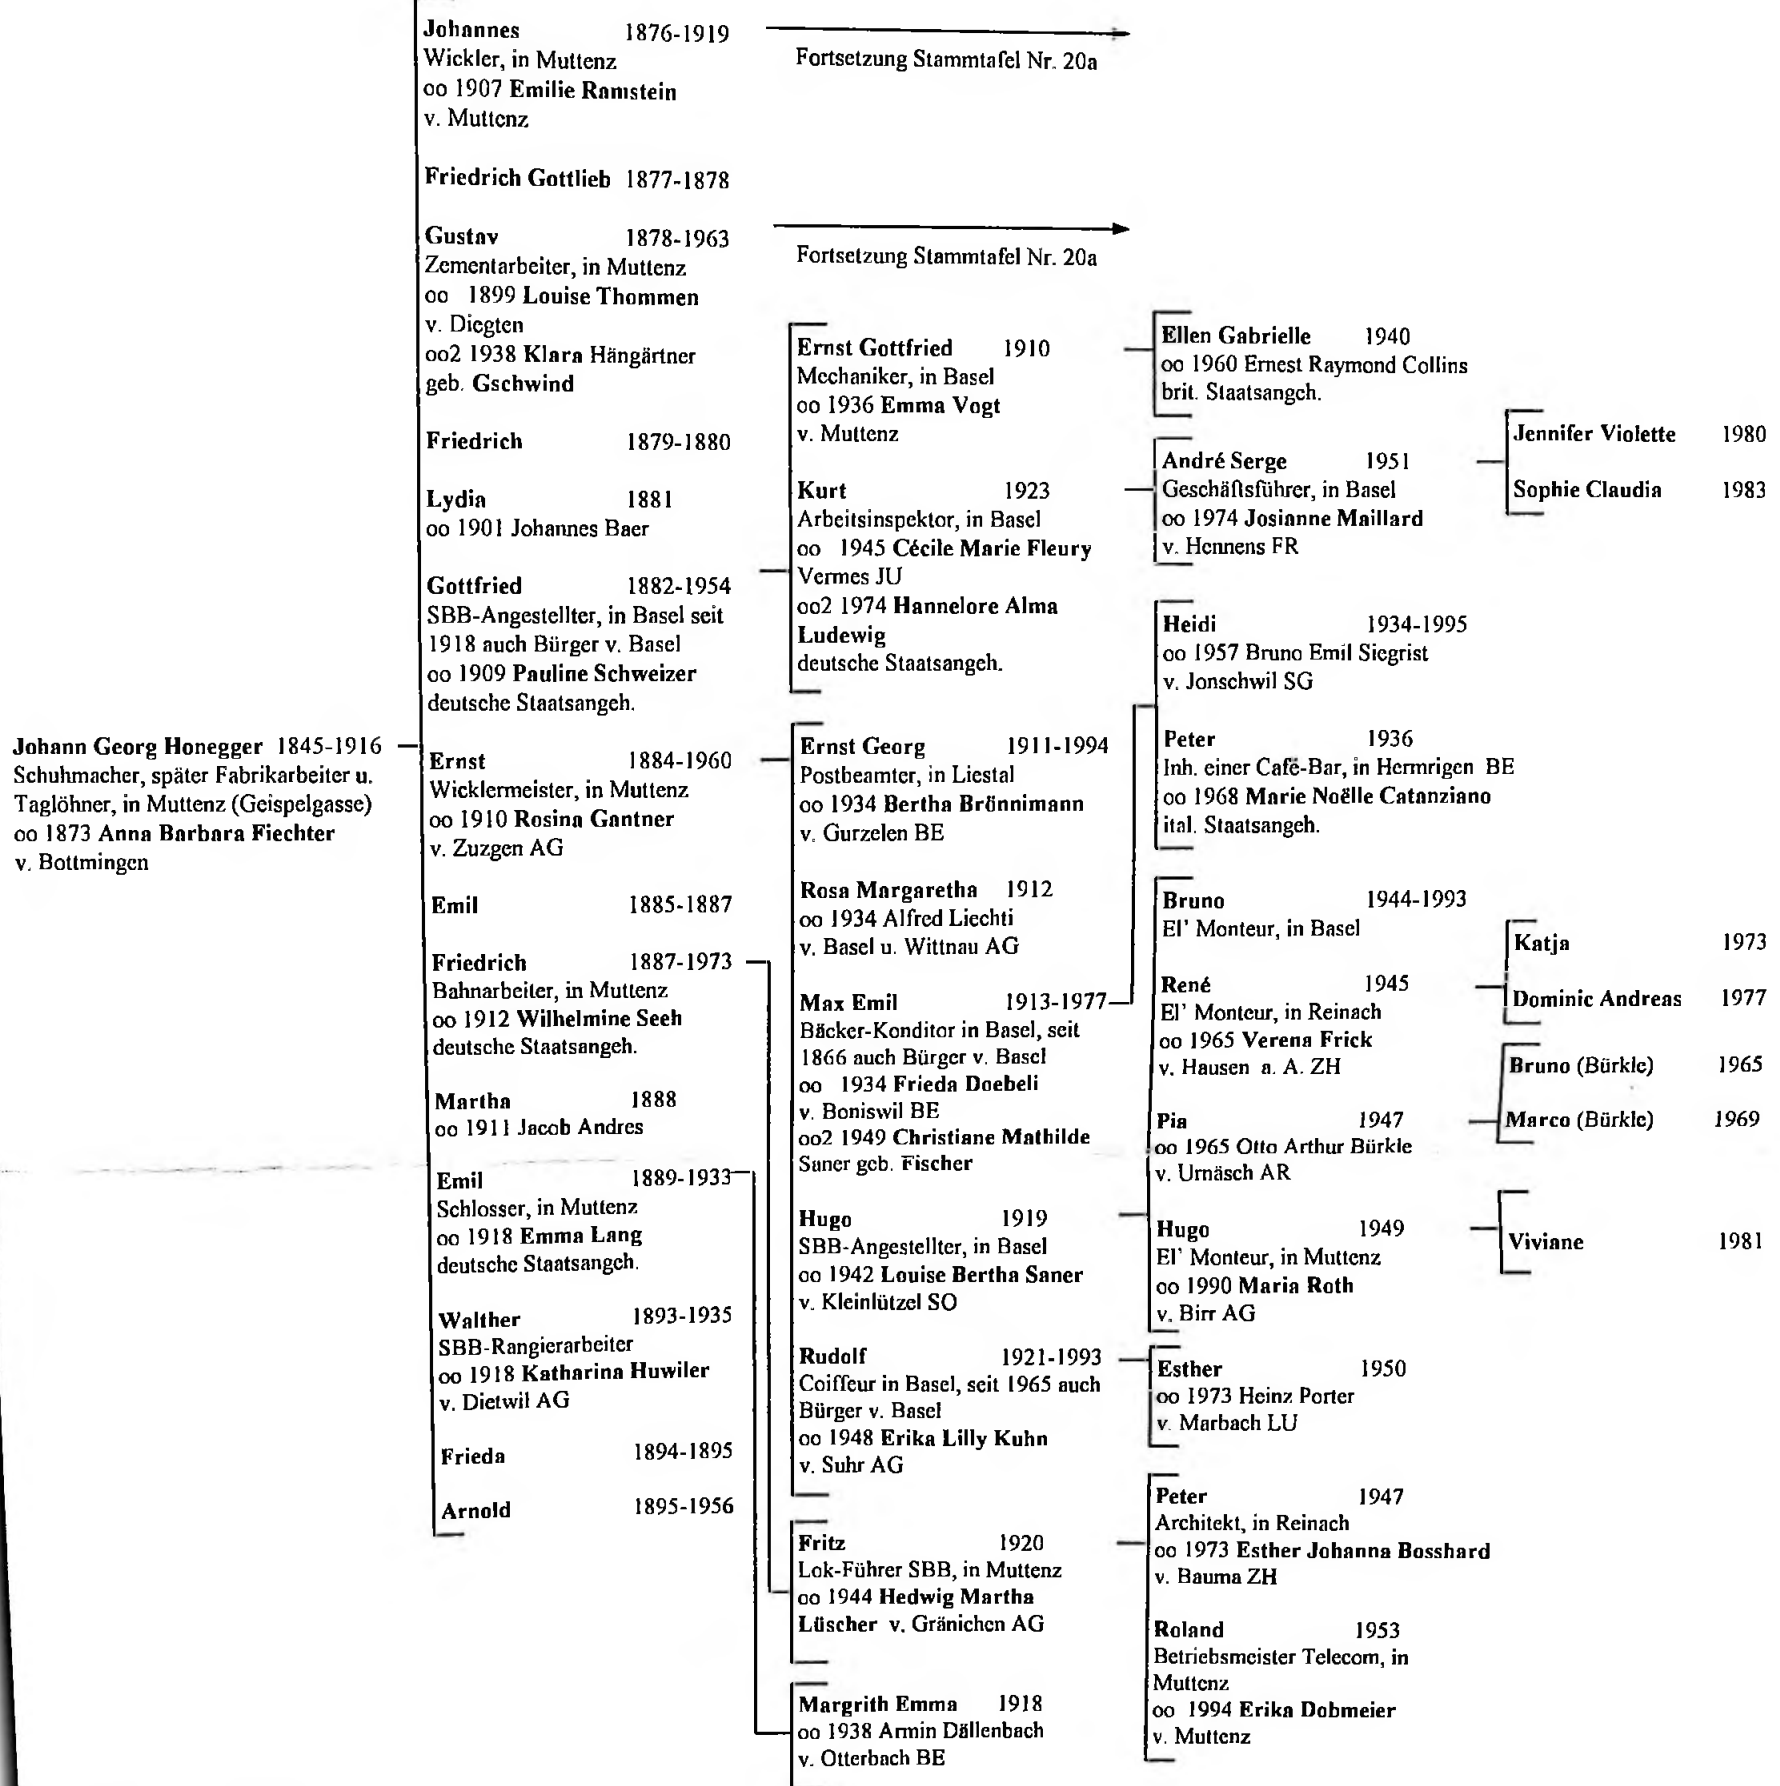 Johannes 1876-1919
Wickler, in Muttenz
oo 1907 Emilie Ramstein
v. Muttenz
Fortsetzung Stammtafel Nr. 20a
Friedrich Gottlieb 1877-1878
Gustav 1878-1963
Zementarbeiter, in Muttenz
oo 1899 Louise Thommen
v. Diegten
oo2 1938 Klara Hängärtner
geb. Gschwind
Fortsetzung Stammtafel Nr. 20a
Friedrich 1879-1880
Lydia 1881
oo 1901 Johannes Baer
Gottfried 1882-1954
SBB-Angestellter, in Basel seit
1918 auch Bürger v. Basel
oo 1909 Pauline Schweizer
deutsche Staatsangeh.
Johann Georg Honegger 1845-1916
Schuhmacher, später Fabrikarbeiter u.
Taglöhner, in Muttenz (Geispelgasse)
oo 1873 Anna Barbara Fiechter
v. Bottmingen
Ernst 1884-1960
Wicklermeister, in Muttenz
oo 1910 Rosina Gantner
v. Zuzgen AG
Emil 1885-1887
Friedrich 1887-1973
Bahnarbeiter, in Muttenz
oo 1912 Wilhelmine Seeh
deutsche Staatsangeh.
Martha 1888
oo 1911 Jacob Andres
Emil 1889-1933
Schlosser, in Muttenz
oo 1918 Emma Lang
deutsche Staatsangeh.
Walther 1893-1935
SBB-Rangierarbeiter
oo 1918 Katharina Huwiler
v. Dietwil AG
Frieda 1894-1895
Arnold 1895-1956
Ernst Gottfried 1910
Mechaniker, in Basel
oo 1936 Emma Vogt
v. Muttenz
Kurt 1923
Arbeitsinspektor, in Basel
oo 1945 Cécile Marie Fleury
Vermes JU
oo2 1974 Hannelore Alma
Ludewig
deutsche Staatsangeh.
Ernst Georg 1911-1994
Postbeamter, in Liestal
oo 1934 Bertha Brönnimann
v. Gurzelen BE
Rosa Margaretha 1912
oo 1934 Alfred Liechti
v. Basel u. Wittnau AG
Max Emil 1913-1977
Bäcker-Konditor in Basel, seit
1866 auch Bürger v. Basel
oo 1934 Frieda Doebeli
v. Boniswil BE
oo2 1949 Christiane Mathilde
Saner geb. Fischer
Hugo 1919
SBB-Angestellter, in Basel
oo 1942 Louise Bertha Saner
v. Kleinlützel SO
Rudolf 1921-1993
Coiffeur in Basel, seit 1965 auch
Bürger v. Basel
oo 1948 Erika Lilly Kuhn
v. Suhr AG
Fritz 1920
Lok-Führer SBB, in Muttenz
oo 1944 Hedwig Martha
Lüscher v. Gränichen AG
Margrith Emma 1918
oo 1938 Armin Dällenbach
v. Otterbach BE
Ellen Gabrielle 1940
oo 1960 Ernest Raymond Collins
brit. Staatsangeh.
André Serge 1951
Geschäftsführer, in Basel
oo 1974 Josianne Maillard
v. Hennens FR
Heidi 1934-1995
oo 1957 Bruno Emil Siegrist
v. Jonschwil SG
Peter 1936
Inh. einer Café-Bar, in Hermrigen BE
oo 1968 Marie Noëlle Catanziano
ital. Staatsangeh.
Bruno 1944-1993
El' Monteur, in Basel
René 1945
El' Monteur, in Reinach
oo 1965 Verena Frick
v. Hausen a. A. ZH
Pia 1947
oo 1965 Otto Arthur Bürkle
v. Urnäsch AR
Hugo 1949
El' Monteur, in Muttenz
oo 1990 Maria Roth
v. Birr AG
Esther 1950
oo 1973 Heinz Porter
v. Marbach LU
Peter 1947
Architekt, in Reinach
oo 1973 Esther Johanna Bosshard
v. Bauma ZH
Roland 1953
Betriebsmeister Telecom, in
Muttenz
oo 1994 Erika Dobmeier
v. Muttenz
Jennifer Violette 1980
Sophie Claudia 1983
Katja 1973
Dominic Andreas 1977
Bruno (Bürkle) 1965
Marco (Bürkle) 1969
Viviane 1981